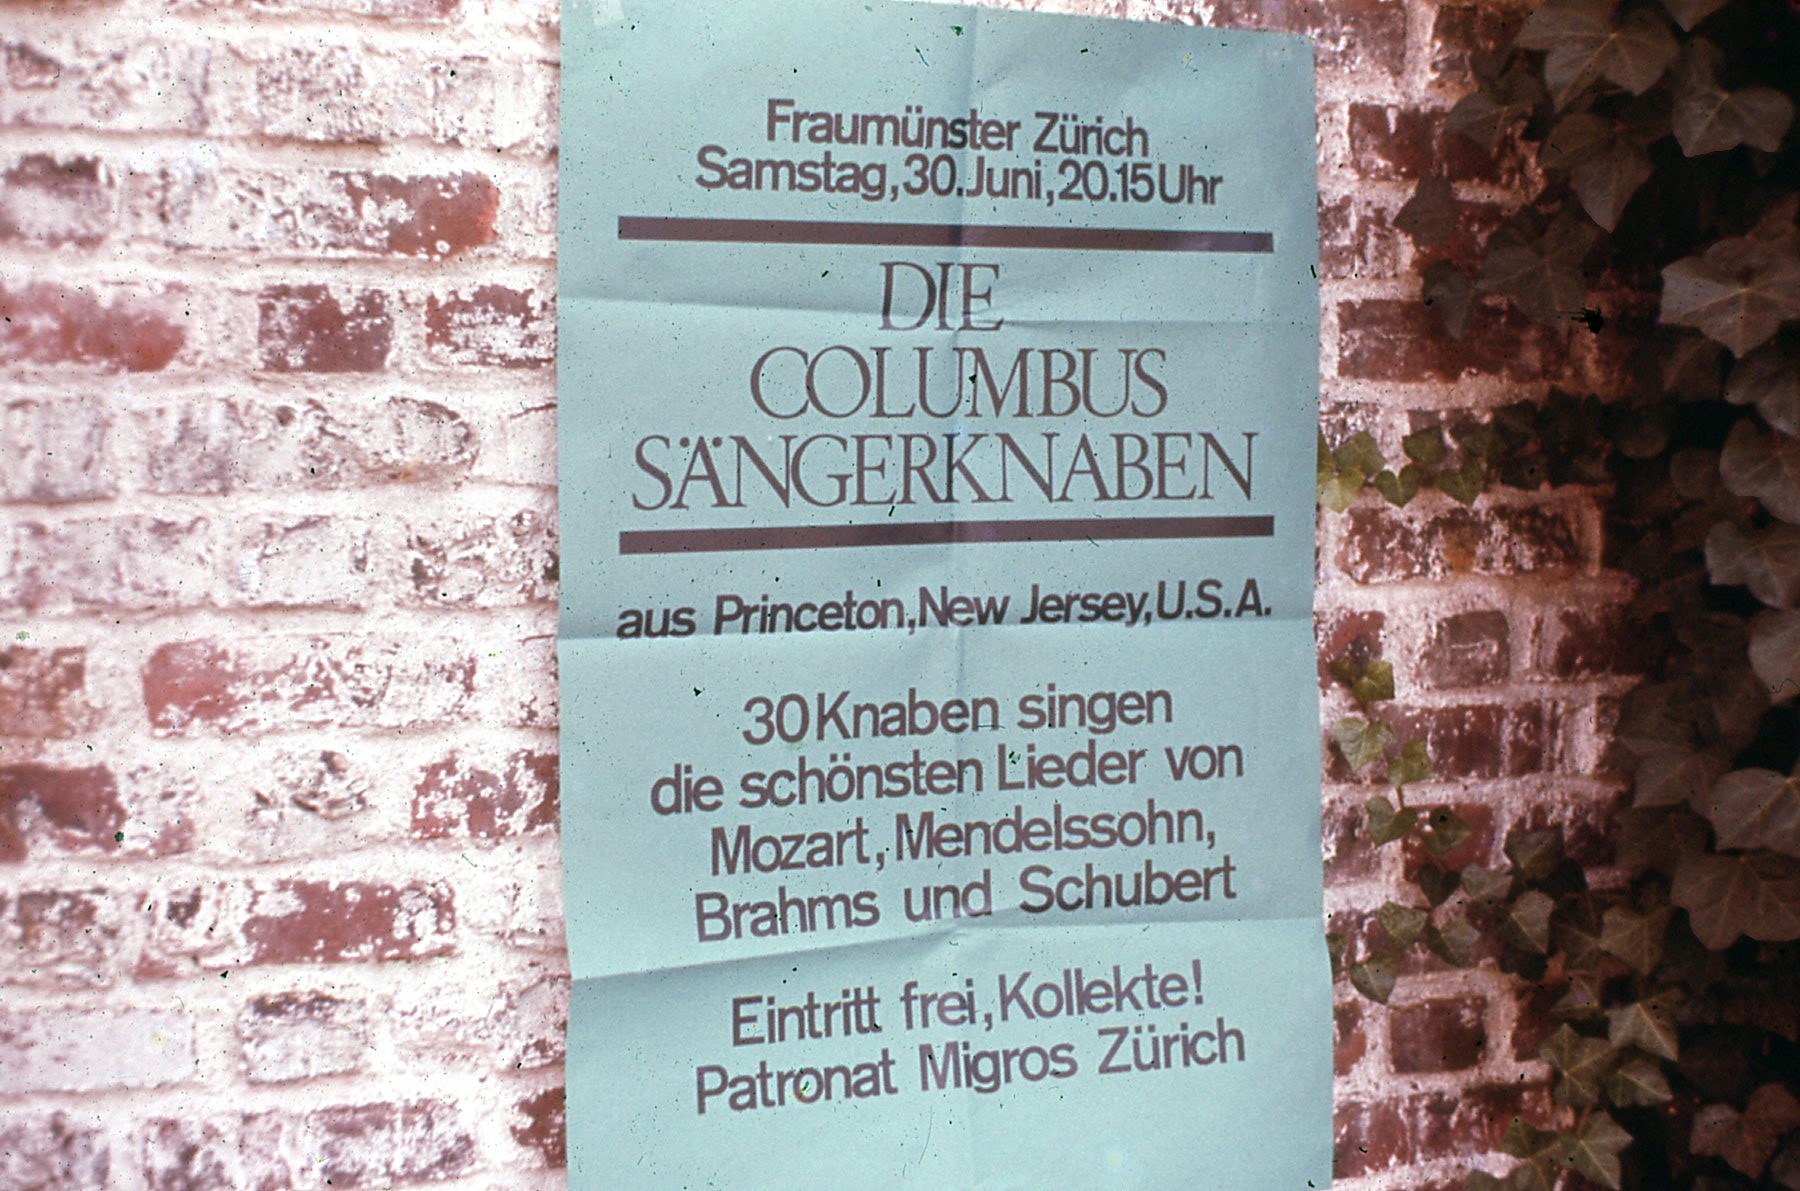 Fraumünster Zürich
Samstag, 30. Juni, 20.15 Uhr
DIE
COLUMBUS
SÄNGERKNABEN
aus Princeton, New Jersey, U.S.A.
30 Knaben singen
die schönsten Lieder von
Mozart, Mendelssohn,
Brahms und Schubert
Eintritt frei, Kollekte!
Patronat Migros Zürich